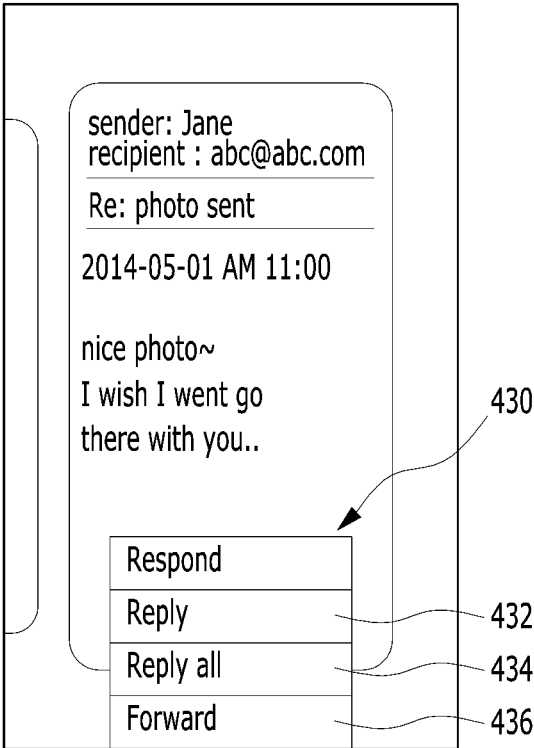 sender: Jane
recipient : abc@abc.com
Re: photo sent
2014-05-01 AM 11:00
nice photo~
I wish I went go
there with you..
430
Respond
Reply
432
Reply all
434
Forward
436